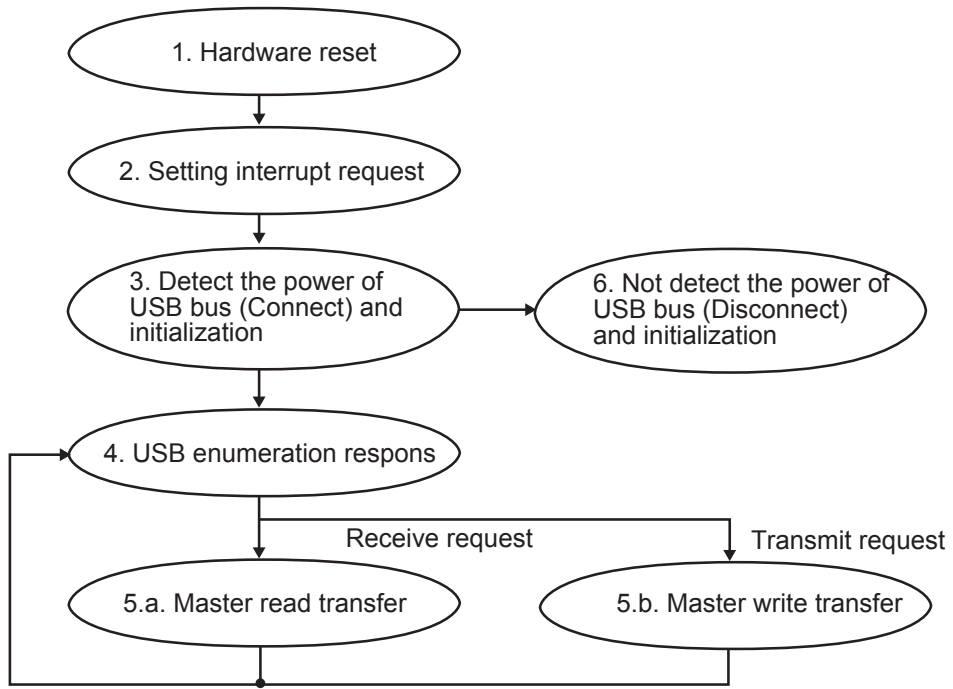 1. Hardware reset
2. Setting interrupt request
3. Detect the power of
USB bus (Connect) and
initialization
6. Not detect the power of
USB bus (Disconnect)
and initialization
4. USB enumeration respons
Receive request
Transmit request
5.a. Master read transfer
5.b. Master write transfer